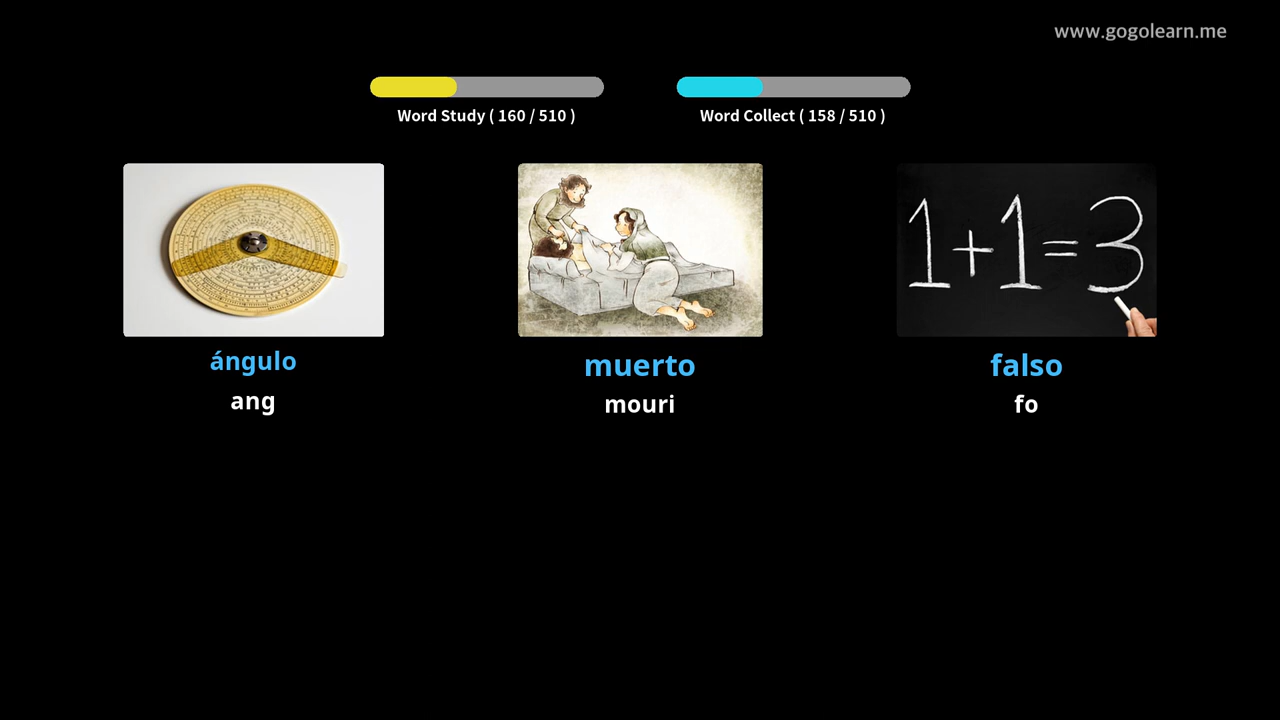 www.gogolearn.me
Word Study ( 160 / 510 )
Word Collect ( 158 / 510 )
1+1=3
ángulo
muerto
falso
ang
mouri
fo